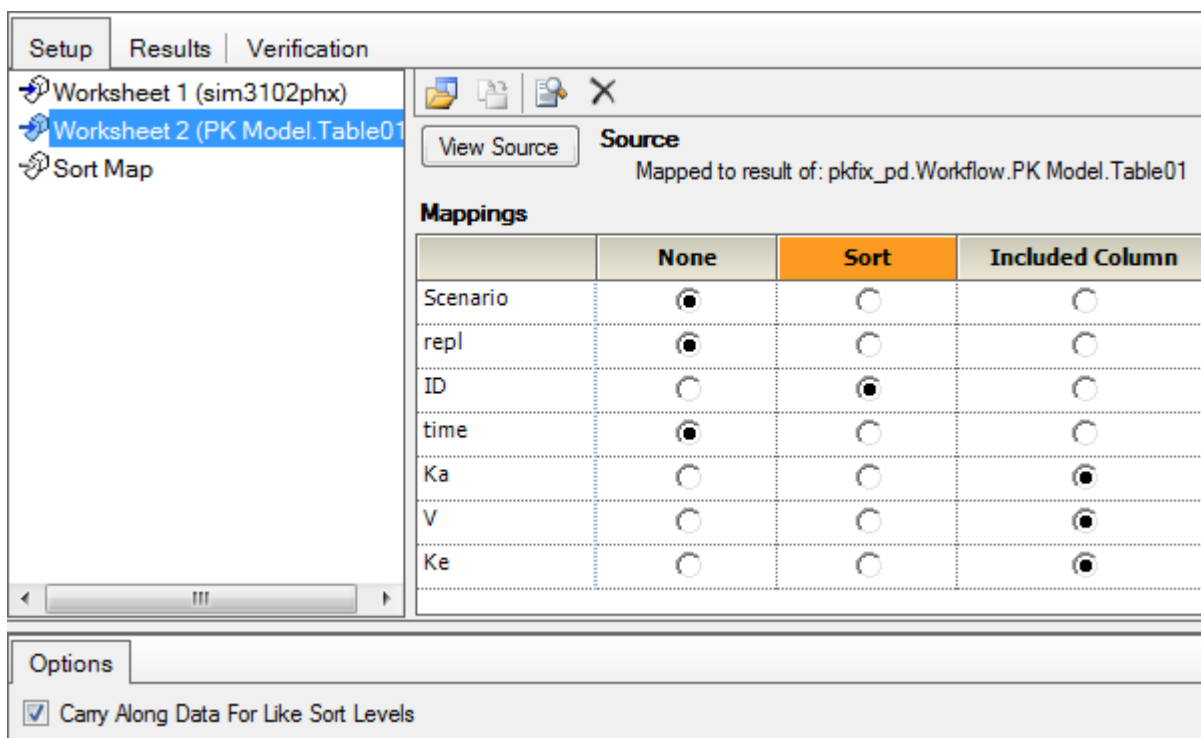 Setup Results Verification
Worksheet 1 (sim3102phx)
Worksheet 2 (PK Model.Table01
Sort Map
View Source
Source
Mapped to result of: pkfix_pd.Workflow.PK Model.Table01
Mappings
None Sort Included Column
Scenario
repl
ID
time
Ka
V
Ke
Options
Carry Along Data For Like Sort Levels